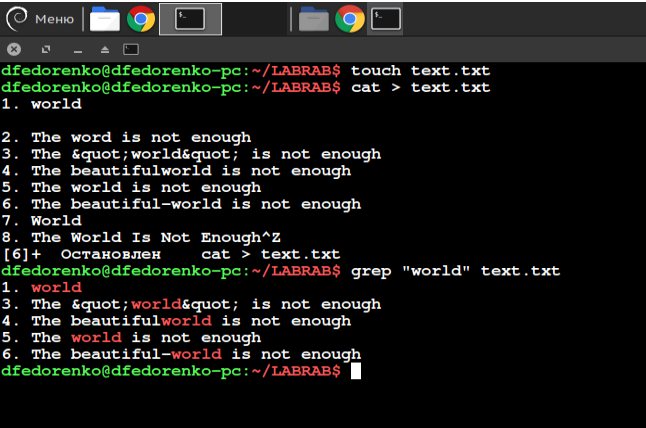 Меню
dfedorenko@dfedorenko-pc:~/LABRAB$ touch text.txt
dfedorenko@dfedorenko-pc:~/LABRAB$ cat > text.txt
1. world
2. The word is not enough
3. The &quot;world&quot; is not enough
4. The beautifulworld is not enough
5. The world is not enough
6. The beautiful-world is not enough
7. World
8. The World Is Not Enough^Z
[6]+  Остановлен    cat > text.txt
dfedorenko@dfedorenko-pc:~/LABRAB$ grep "world" text.txt
1. world
3. The &quot;world&quot; is not enough
4. The beautifulworld is not enough
5. The world is not enough
6. The beautiful-world is not enough
dfedorenko@dfedorenko-pc:~/LABRAB$